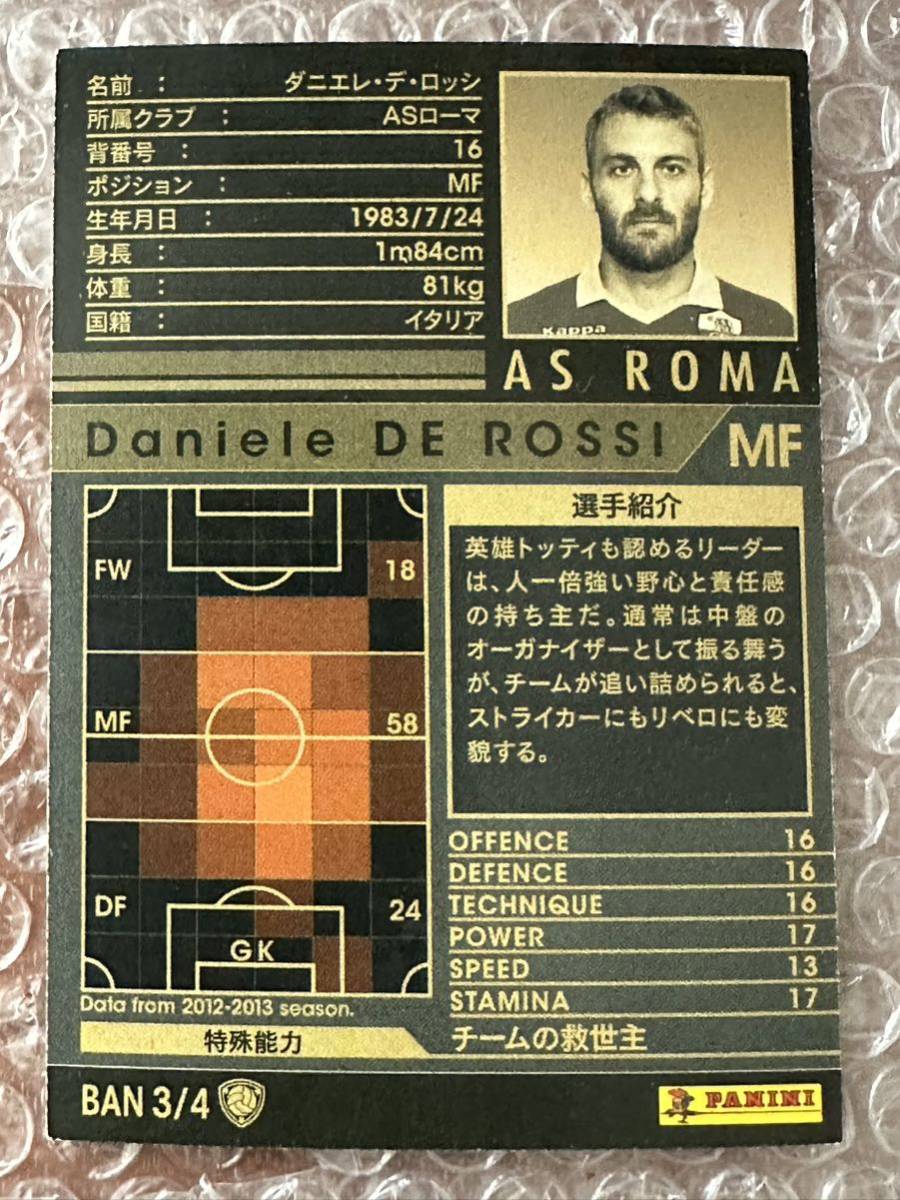 名前 : ダニエレ・デ・ロッシ
所属クラブ : ASローマ
背番号 : 16
ポジション : MF
生年月日 : 1983/7/24
身長 : 1m84cm
体重 : 81kg
国籍 : イタリア
Kappa
AS ROMA
Daniele DE ROSSI MF
FW 18
MF 58
DF 24
GK
Data from 2012-2013 season.
選手紹介
英雄トッティも認めるリーダー
は、人一倍強い野心と責任感
の持ち主だ。通常は中盤の
オーガナイザーとして振る舞う
が、チームが追い詰められると、
ストライカーにもリベロにも変
貌する。
OFFENCE 16
DEFENCE 16
TECHNIQUE 16
POWER 17
SPEED 13
STAMINA 17
特殊能力 チームの救世主
BAN 3/4 PANINI